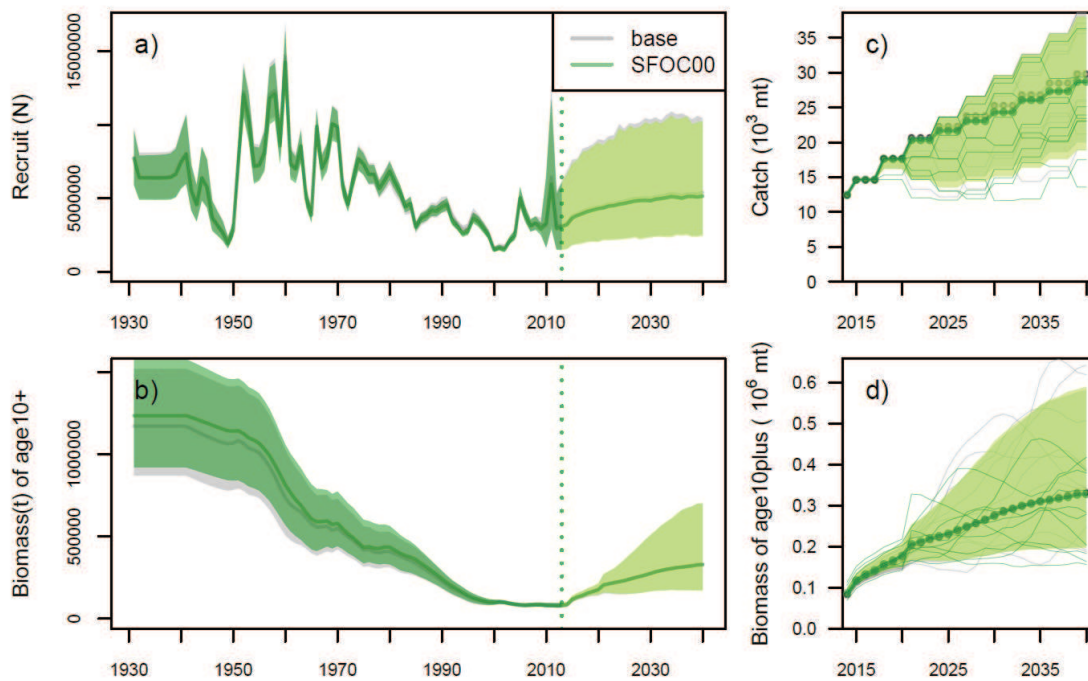 a)
base
SFOC00
Recruit (N)
15000000
10000000
5000000
0
1930 1950 1970 1990 2010 2030
c)
Catch (10³ mt)
35
30
25
20
15
10
5
0
2015 2025 2035
b)
Biomass(t) of age10+
1000000
500000
0
1930 1950 1970 1990 2010 2030
d)
Biomass of age10plus ( 10⁶ mt)
0.6
0.5
0.4
0.3
0.2
0.1
0.0
2015 2025 2035